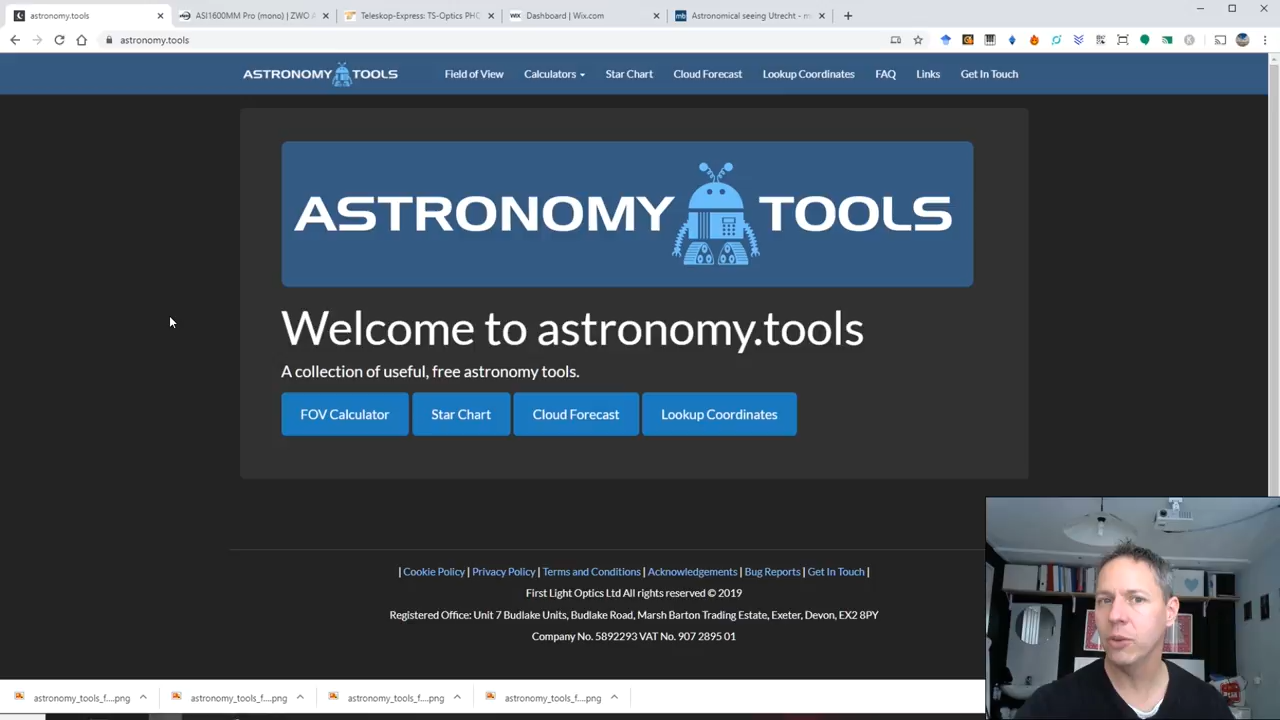 astronomy.tools
ASI1600MM Pro (mono) | ZWO A
Teleskop-Express: TS-Optics PHO
Dashboard | Wix.com
Astronomical seeing Utrecht - m
astronomy.tools
ASTRONOMY TOOLS
Field of View
Calculators
Star Chart
Cloud Forecast
Lookup Coordinates
FAQ
Links
Get In Touch
ASTRONOMY TOOLS
Welcome to astronomy.tools
A collection of useful, free astronomy tools.
FOV Calculator
Star Chart
Cloud Forecast
Lookup Coordinates
| Cookie Policy | Privacy Policy | Terms and Conditions | Acknowledgements | Bug Reports | Get In Touch |
First Light Optics Ltd All rights reserved © 2019
Registered Office: Unit 7 Budlake Units, Budlake Road, Marsh Barton Trading Estate, Exeter, Devon, EX2 8PY
Company No. 5892293 VAT No. 907 2895 01
astronomy_tools_f....png
astronomy_tools_f....png
astronomy_tools_f....png
astronomy_tools_f....png